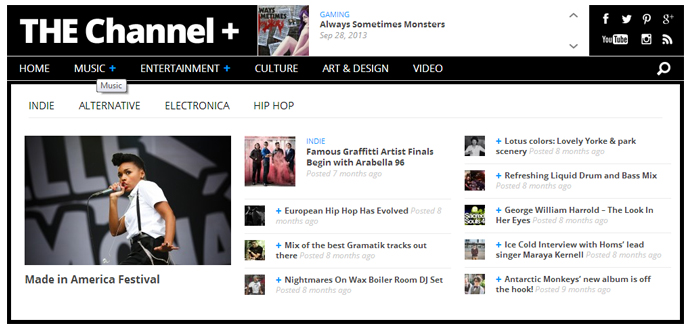 THE Channel +
GAMING
Always Sometimes Monsters
Sep 28, 2013
You Tube
HOME MUSIC + ENTERTAINMENT + CULTURE ART & DESIGN VIDEO
Music
INDIE ALTERNATIVE ELECTRONICA HIP HOP
Made in America Festival
INDIE
Famous Graffitti Artist Finals
Begin with Arabella 96
Posted 7 months ago
+ European Hip Hop Has Evolved Posted 8
months ago
+ Mix of the best Gramatik tracks out
there Posted 8 months ago
+ Nightmares On Wax Boiler Room DJ Set
Posted 8 months ago
+ Lotus colors: Lovely Yorke & park
scenery Posted 8 months ago
+ Refreshing Liquid Drum and Bass Mix
Posted 8 months ago
+ George William Harrold – The Look In
Her Eyes Posted 8 months ago
+ Ice Cold Interview with Homs' lead
singer Maraya Kernell Posted 8 months ago
+ Antarctic Monkeys' new album is off
the hook! Posted 9 months ago